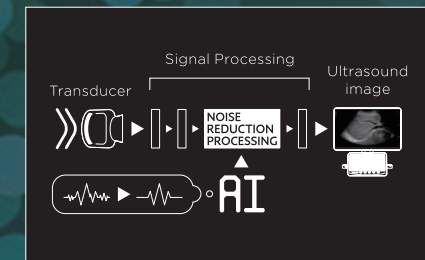 Signal Processing
Transducer
Ultrasound
image
NOISE
REDUCTION
PROCESSING
AI